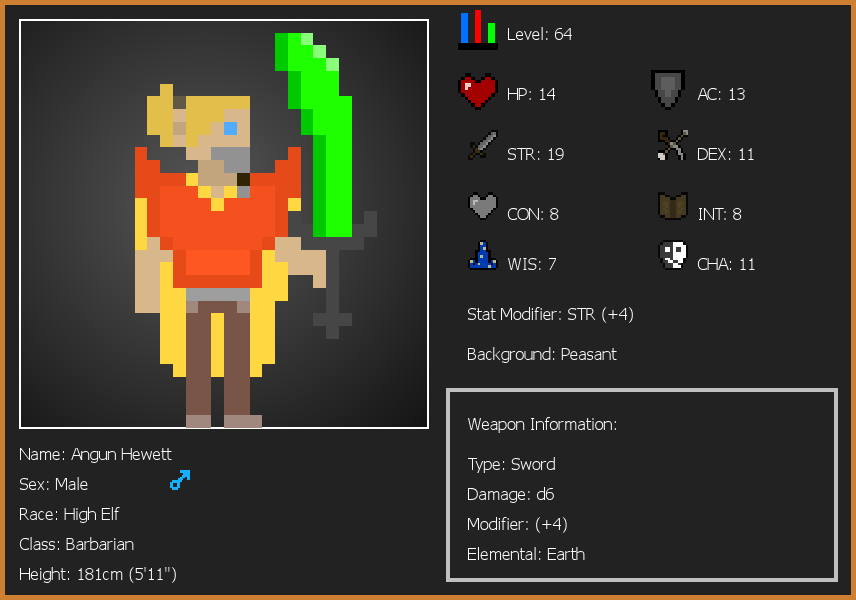 Level: 64
HP: 14
AC: 13
STR: 19
DEX: 11
CON: 8
INT: 8
WIS: 7
CHA: 11
Stat Modifier: STR (+4)
Background: Peasant
Weapon Information:
Type: Sword
Damage: d6
Modifier: (+4)
Elemental: Earth
Name: Angun Hewett
Sex: Male
Race: High Elf
Class: Barbarian
Height: 181cm (5'11")